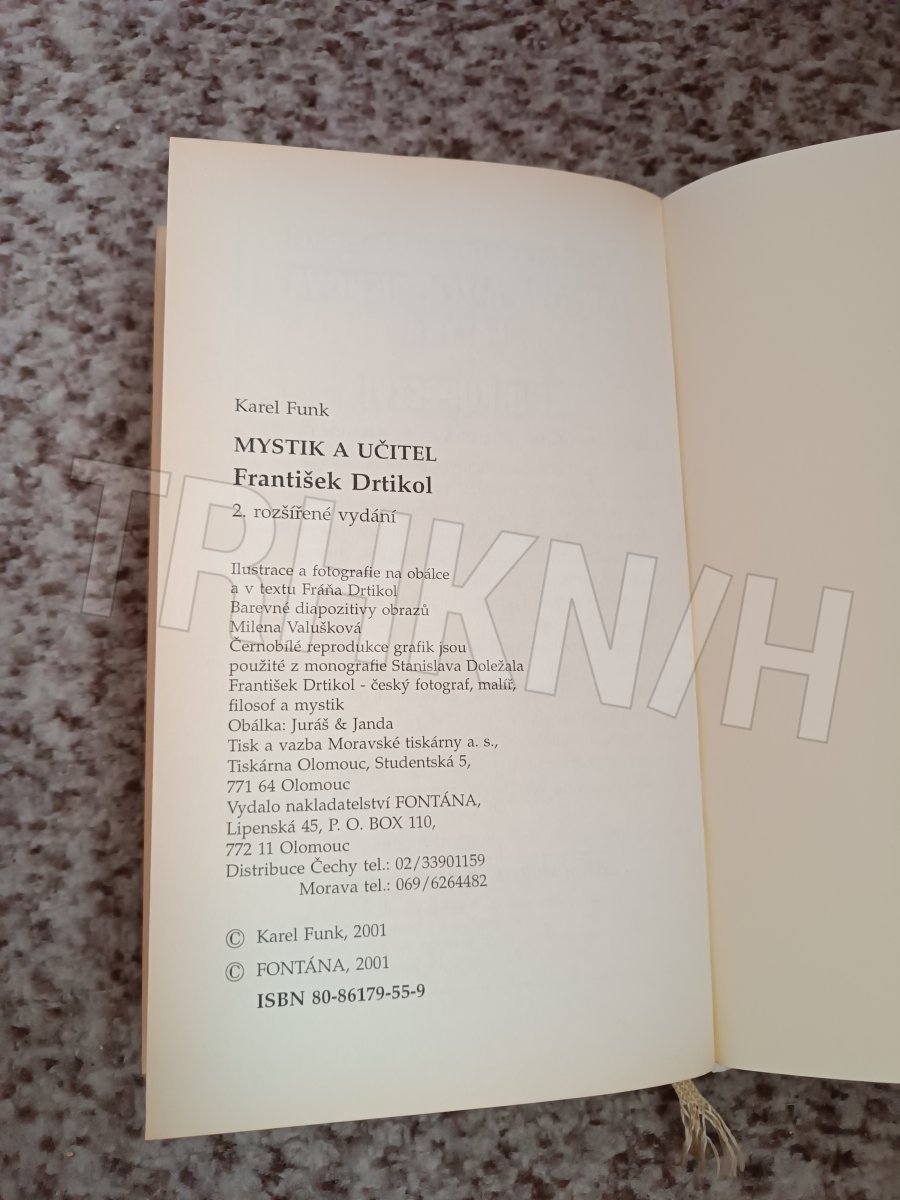 Karel Funk
MYSTIK A UČITEL
František Drtikol
2. rozšířené vydání
Ilustrace a fotografie na obálce
a v textu Fráňa Drtikol
Barevné diapozitivy obrazů
Milena Valušková
Černobílé reprodukce grafik jsou
použité z monografie Stanislava Doležala
František Drtikol - český fotograf, malíř,
filosof a mystik
Obálka: Juráš & Janda
Tisk a vazba Moravské tiskárny a. s.,
Tiskárna Olomouc, Studentská 5,
771 64 Olomouc
Vydalo nakladatelství FONTÁNA,
Lipenská 45, P. O. BOX 110,
772 11 Olomouc
Distribuce Čechy tel.: 02/33901159
Morava tel.: 069/6264482
© Karel Funk, 2001
© FONTÁNA, 2001
ISBN 80-86179-55-9
TRHKN/H